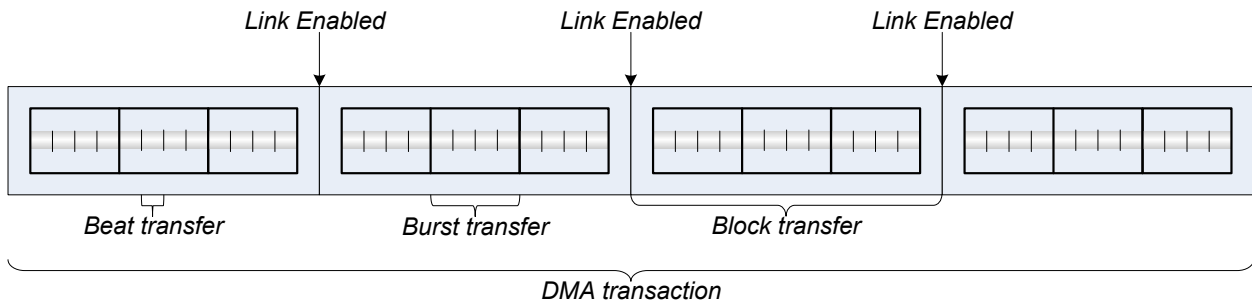 Link Enabled Link Enabled Link Enabled
Beat transfer Burst transfer Block transfer
DMA transaction